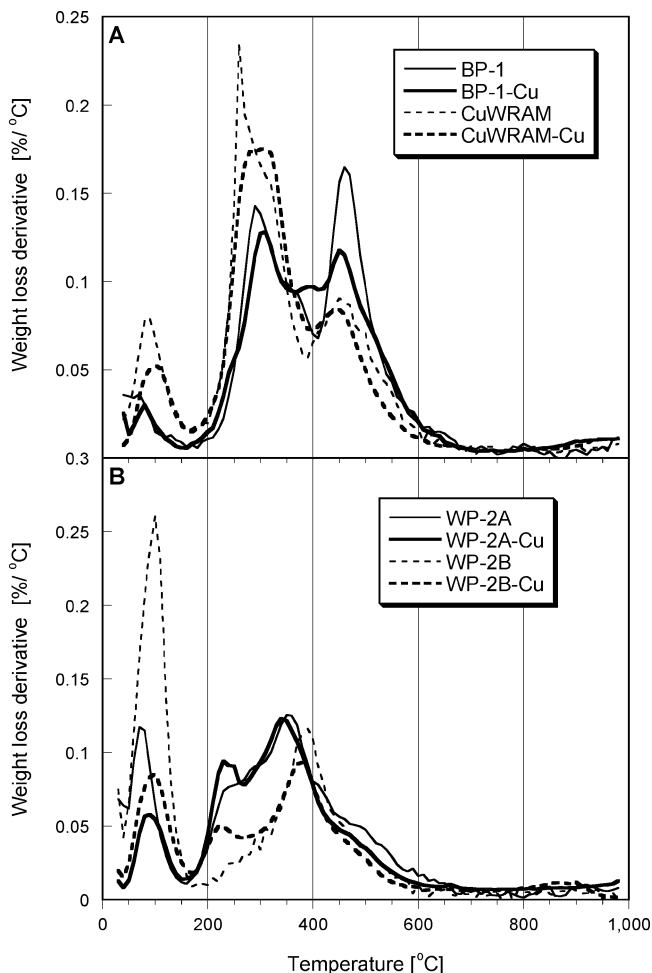 0.25
A
BP-1
BP-1-Cu
CuWRAM
CuWRAM-Cu
0.2
0.15
0.1
0.05
Weight loss derivative [%/ °C]
0.3
B
WP-2A
WP-2A-Cu
WP-2B
WP-2B-Cu
0.25
0.2
0.15
0.1
0.05
0
Weight loss derivative [%/ °C]
0 200 400 600 800 1,000
Temperature [°C]